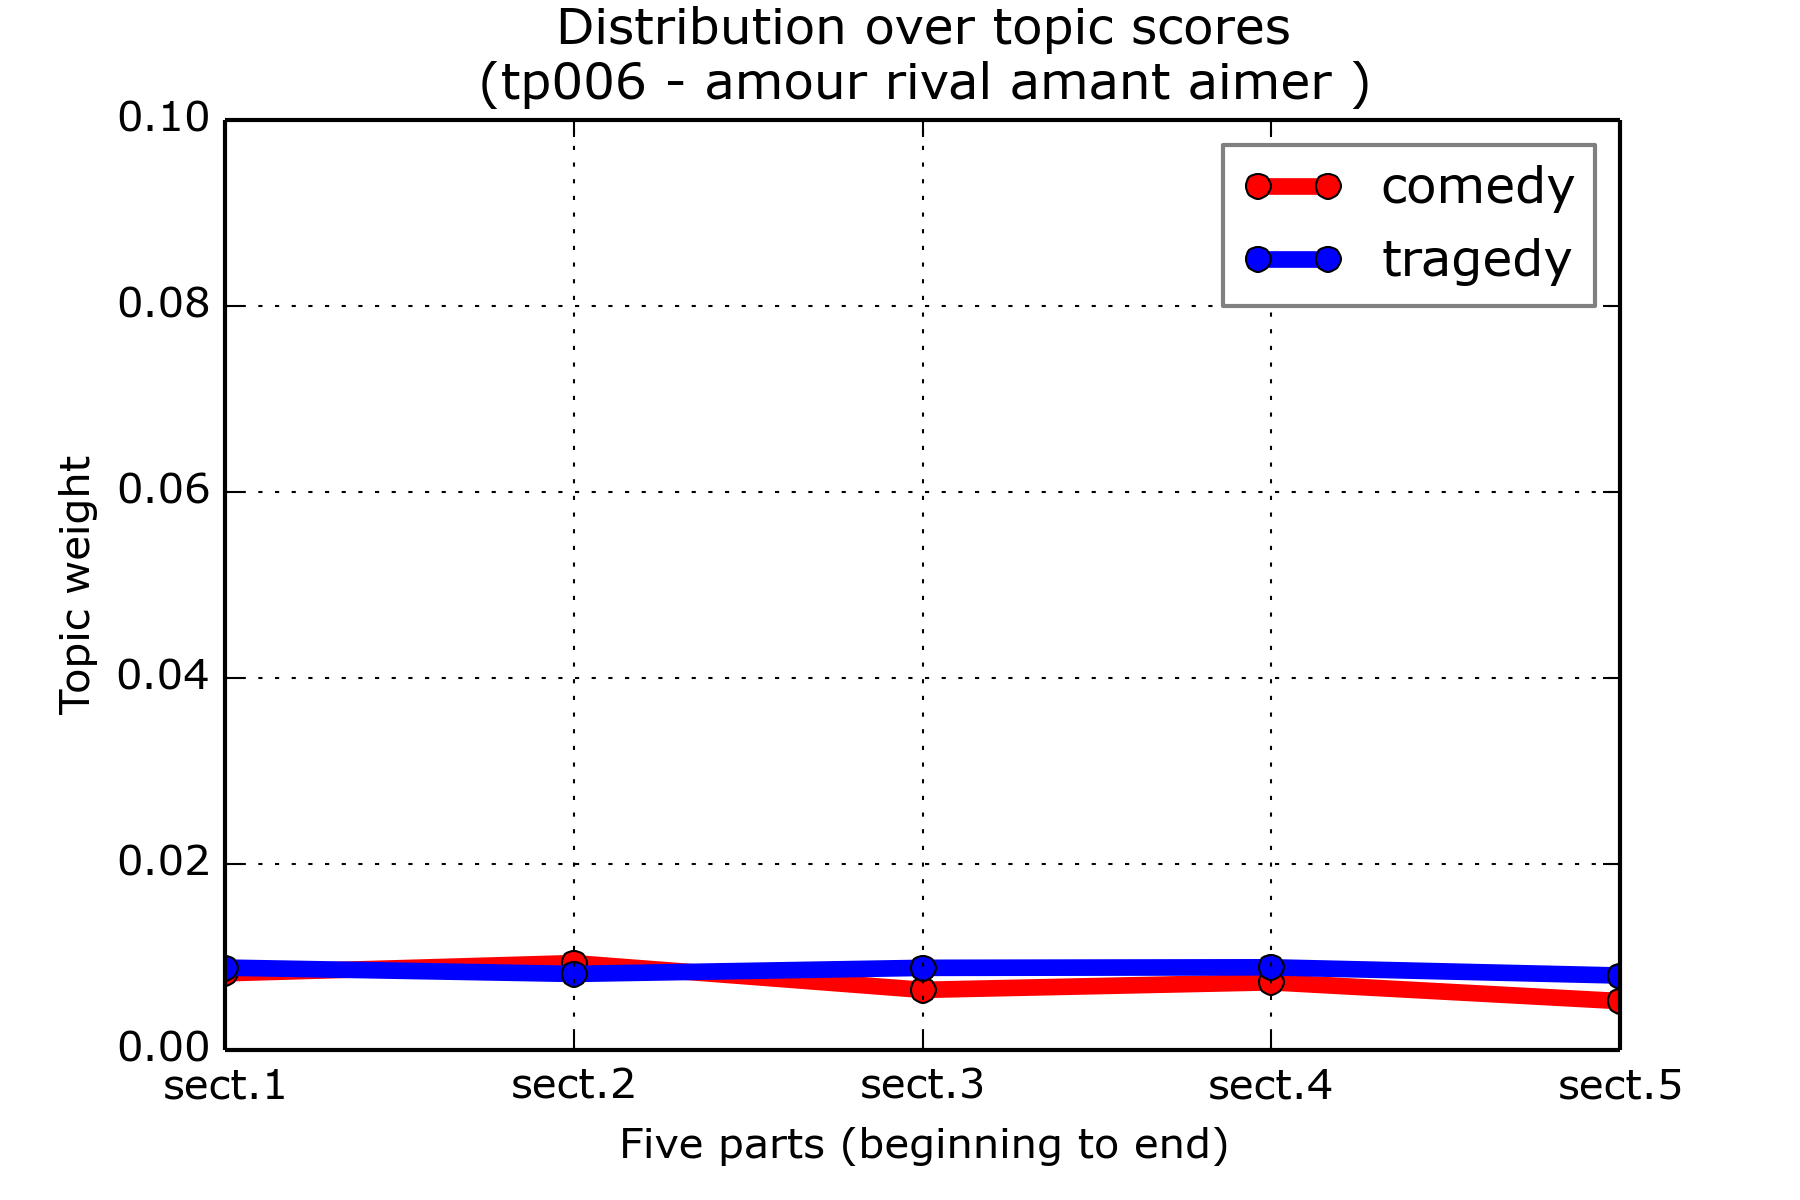 Distribution over topic scores
(tp006 - amour rival amant aimer )
comedy
tragedy
Topic weight
0.10
0.08
0.06
0.04
0.02
0.00
sect.1 sect.2 sect.3 sect.4 sect.5
Five parts (beginning to end)